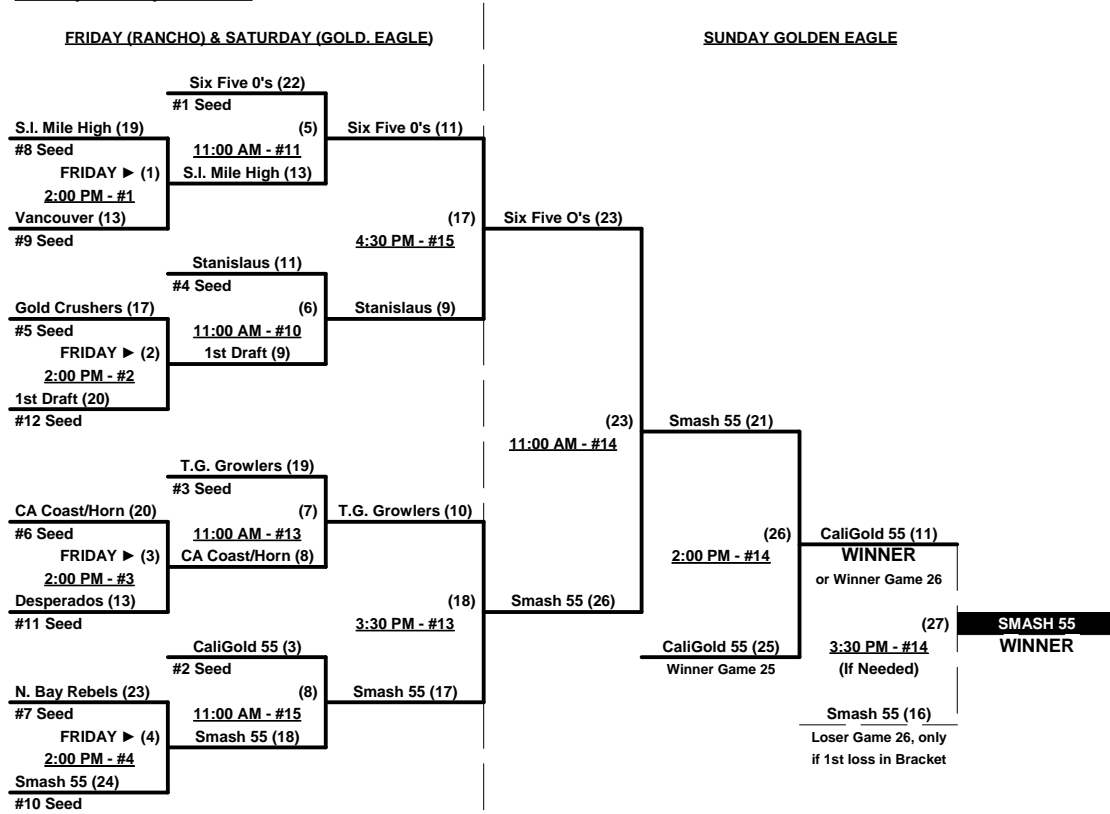 FRIDAY (RANCHO) & SATURDAY (GOLD. EAGLE)
SUNDAY GOLDEN EAGLE
Six Five 0's (22)
#1 Seed
S.I. Mile High (19)
(5)
Six Five 0's (11)
#8 Seed
11:00 AM - #11
FRIDAY ► (1)
S.I. Mile High (13)
2:00 PM - #1
Vancouver (13)
(17)
Six Five O's (23)
#9 Seed
4:30 PM - #15
Stanislaus (11)
#4 Seed
Gold Crushers (17)
(6)
Stanislaus (9)
#5 Seed
11:00 AM - #10
FRIDAY ► (2)
1st Draft (9)
2:00 PM - #2
1st Draft (20)
#12 Seed
(23)
Smash 55 (21)
11:00 AM - #14
T.G. Growlers (19)
#3 Seed
CA Coast/Horn (20)
(7)
T.G. Growlers (10)
#6 Seed
11:00 AM - #13
(26)
CaliGold 55 (11)
FRIDAY ► (3)
CA Coast/Horn (8)
2:00 PM - #14
WINNER
2:00 PM - #3
or Winner Game 26
Desperados (13)
(18)
Smash 55 (26)
#11 Seed
3:30 PM - #13
(27)
SMASH 55
CaliGold 55 (3)
CaliGold 55 (25)
3:30 PM - #14
WINNER
#2 Seed
Winner Game 25
(If Needed)
N. Bay Rebels (23)
(8)
Smash 55 (17)
#7 Seed
11:00 AM - #15
Smash 55 (16)
FRIDAY ► (4)
Smash 55 (18)
Loser Game 26, only
2:00 PM - #4
if 1st loss in Bracket
Smash 55 (24)
#10 Seed